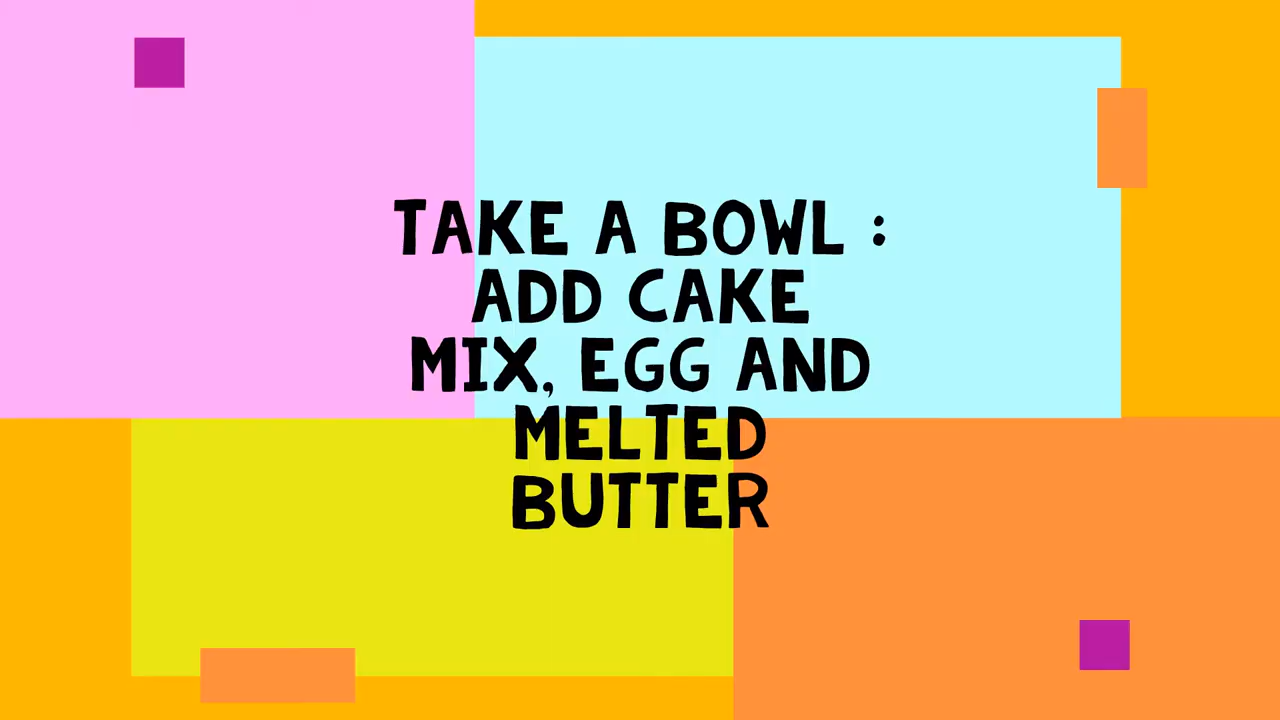 TAKE A BOWL :
ADD CAKE
MIX, EGG AND
MELTED
BUTTER